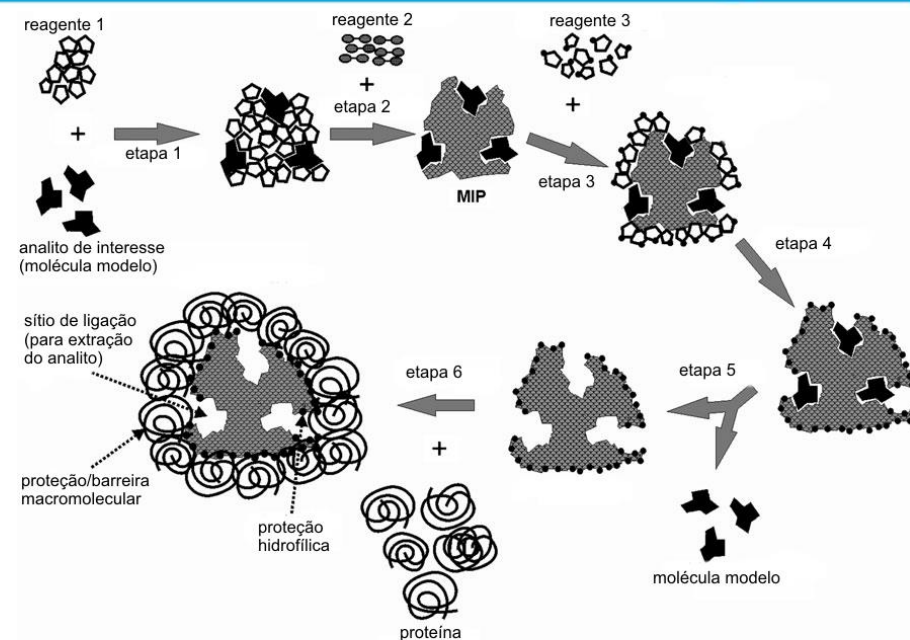 reagente 1
reagente 2
reagente 3
+
+
+
etapa 1
etapa 2
MIP
etapa 3
analito de interesse
(molécula modelo)
etapa 4
sítio de ligação
(para extração
do analito)
etapa 6
etapa 5
+
proteção/barreira
macromolecular
proteção
hidrofílica
molécula modelo
proteína